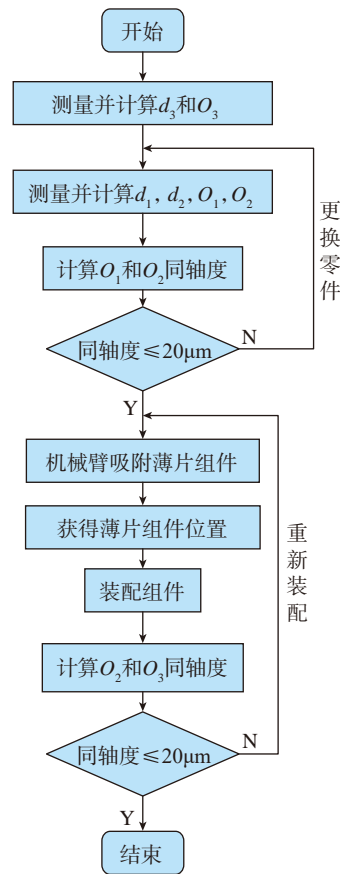 开始
测量并计算d₃和O₃
测量并计算d₁, d₂, O₁, O₂
更换零件
计算O₁和O₂同轴度
同轴度≤20μm
N
Y
机械臂吸附薄片组件
获得薄片组件位置
重新装配
装配组件
计算O₂和O₃同轴度
同轴度≤20μm
N
Y
结束